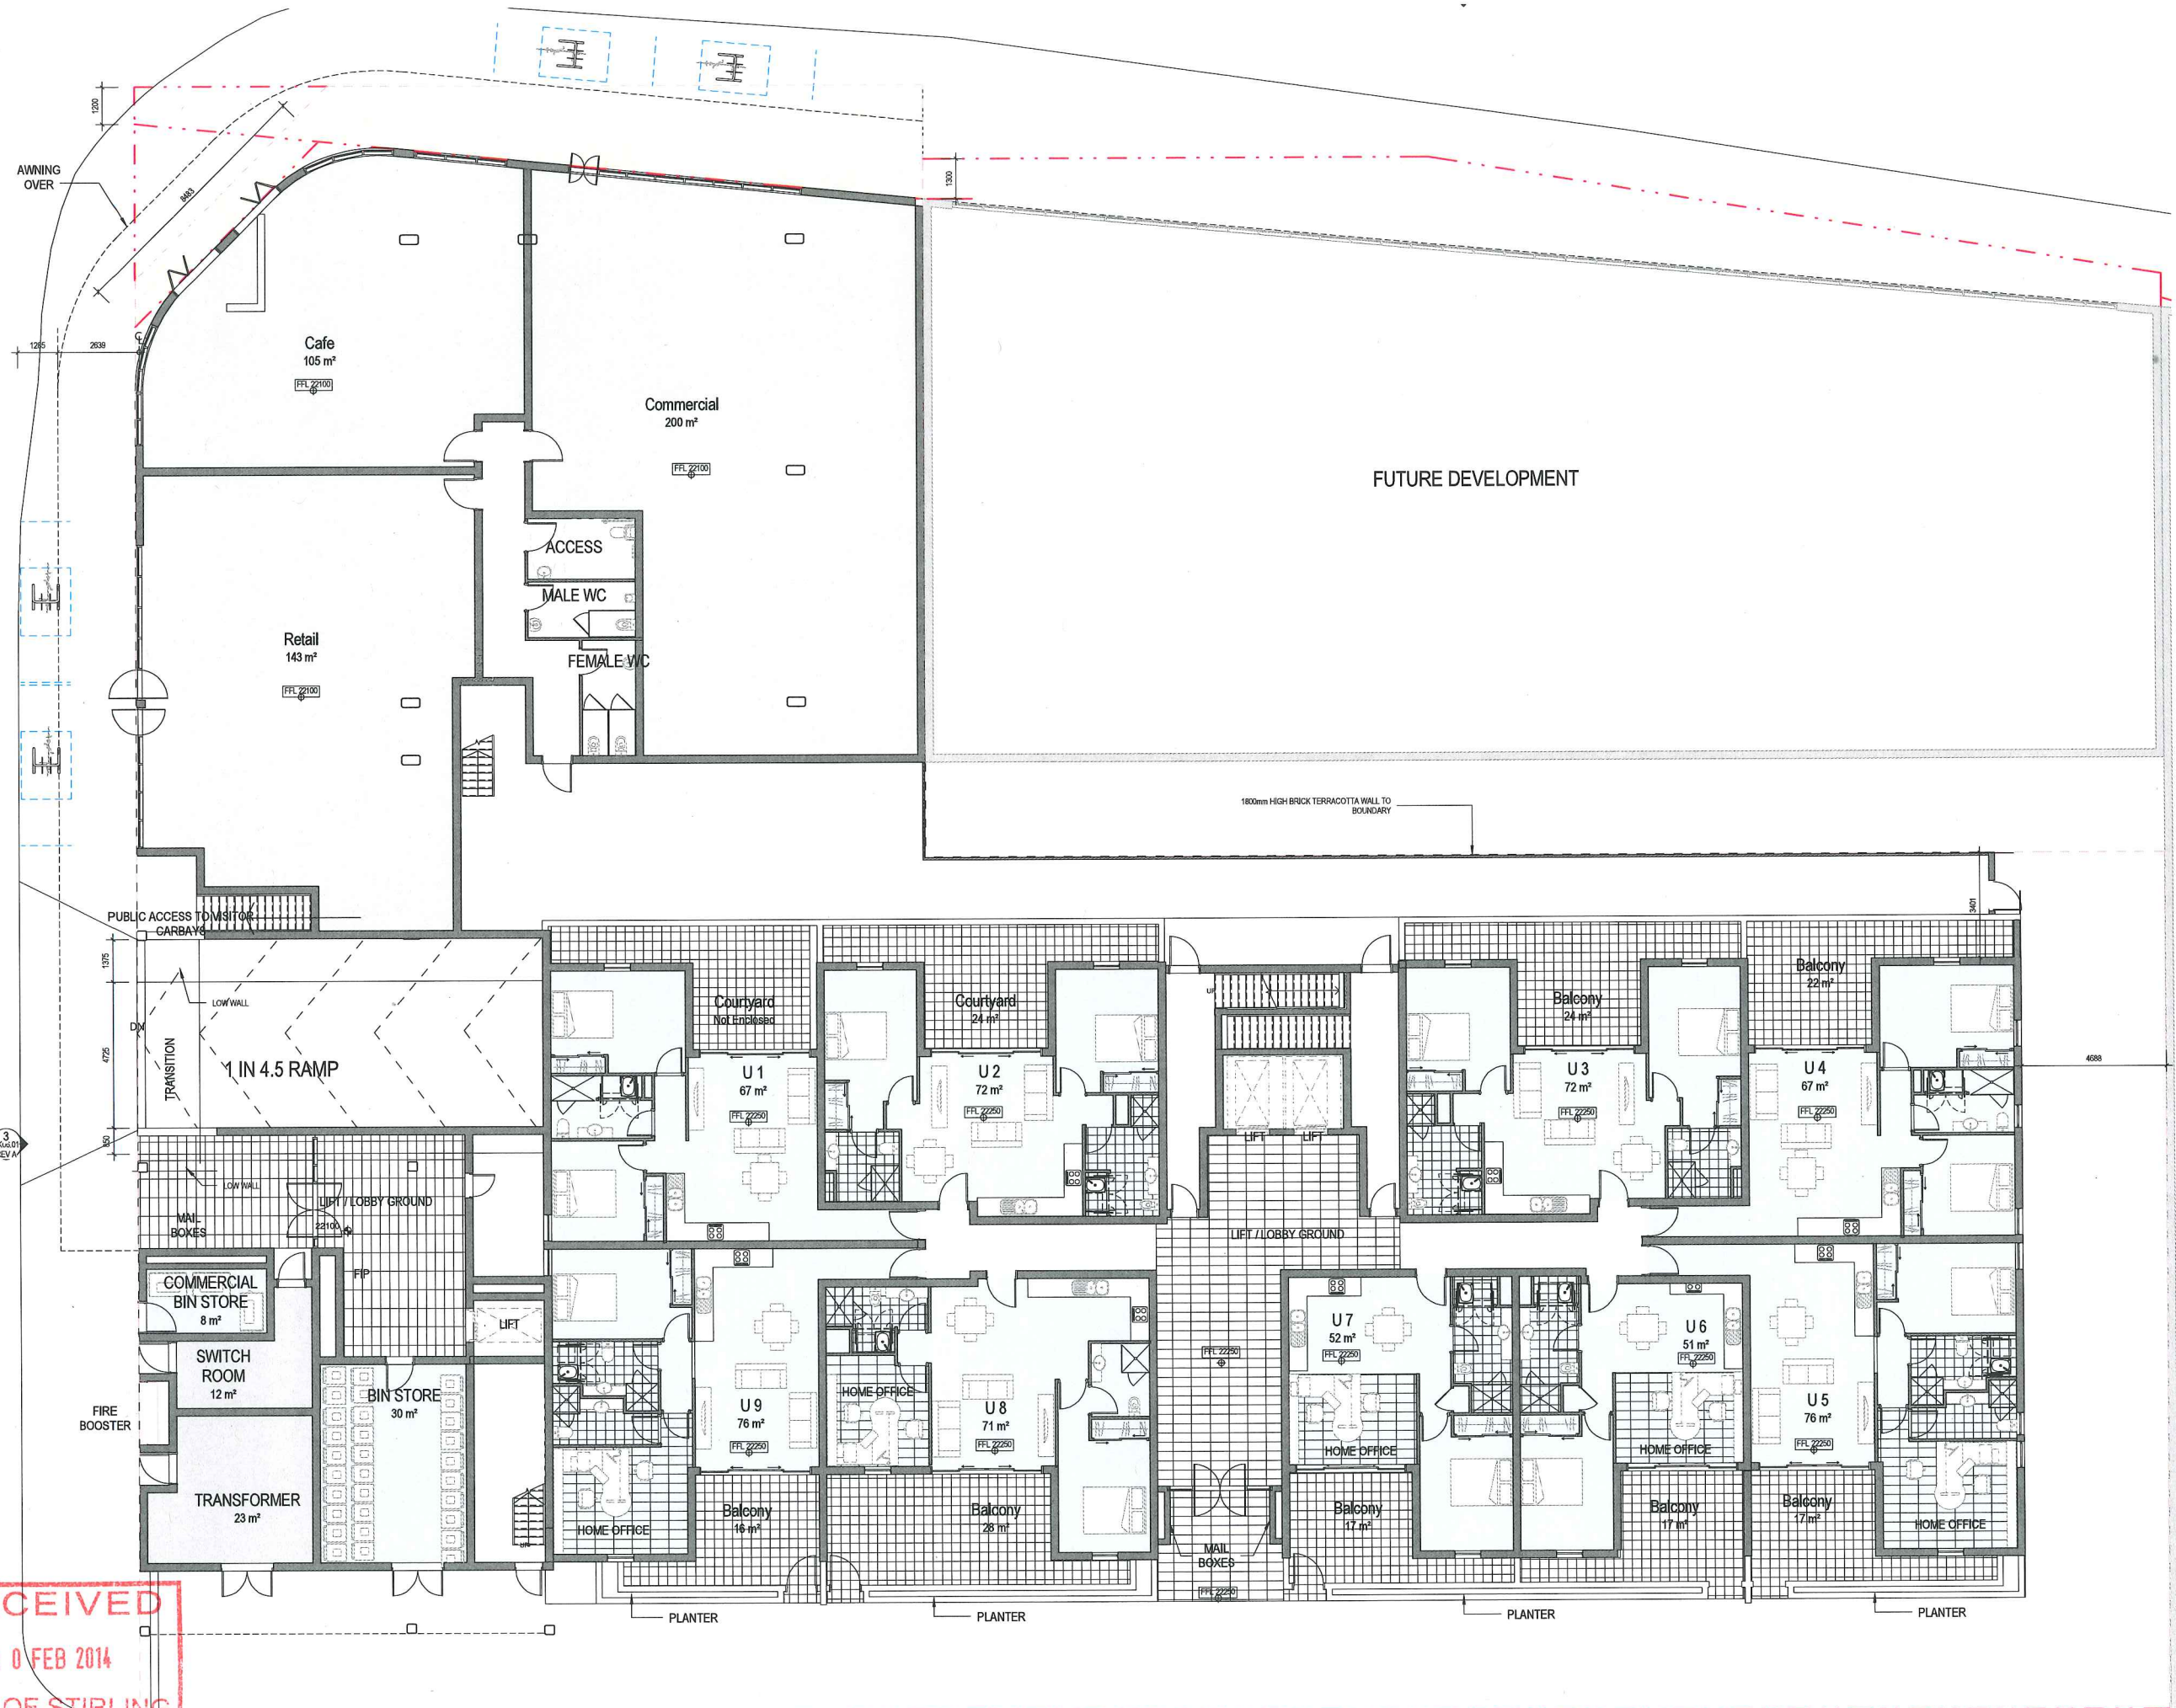 1200
AWNING
OVER
8483
1300
1285
2639
Cafe
105 m²
FFL 22100
Commercial
200 m²
FFL 22100
FUTURE DEVELOPMENT
ACCESS
MALE WC
FEMALE WC
Retail
143 m²
FFL 22100
1800mm HIGH BRICK TERRACOTTA WALL TO
BOUNDARY
PUBLIC ACCESS TO VISITOR
CARBAYS
3401
1375
LOW WALL
DN
4725
TRANSITION
1 IN 4.5 RAMP
3
REV A
LOW WALL
LIFT / LOBBY GROUND
22100
MAIL
BOXES
FIP
COMMERCIAL
BIN STORE
8 m²
LIFT
SWITCH
ROOM
12 m²
BIN STORE
30 m²
FIRE
BOOSTER
TRANSFORMER
23 m²
Courtyard
Not Enclosed
U 1
67 m²
FFL 22250
Courtyard
24 m²
U 2
72 m²
FFL 22250
UP
LIFT
LIFT
LIFT / LOBBY GROUND
Balcony
24 m²
U 3
72 m²
FFL 22250
Balcony
22 m²
U 4
67 m²
FFL 22250
4688
U 9
76 m²
FFL 22250
HOME OFFICE
Balcony
16 m²
HOME OFFICE
U 8
71 m²
FFL 22250
Balcony
28 m²
FFL 22250
MAIL
BOXES
FFL 22250
U 7
52 m²
FFL 22250
HOME OFFICE
Balcony
17 m²
U 6
51 m²
FFL 22250
HOME OFFICE
Balcony
17 m²
U 5
76 m²
FFL 22250
Balcony
17 m²
HOME OFFICE
PLANTER
PLANTER
PLANTER
PLANTER
CEIVED
0 FEB 2014
OF STIRLING